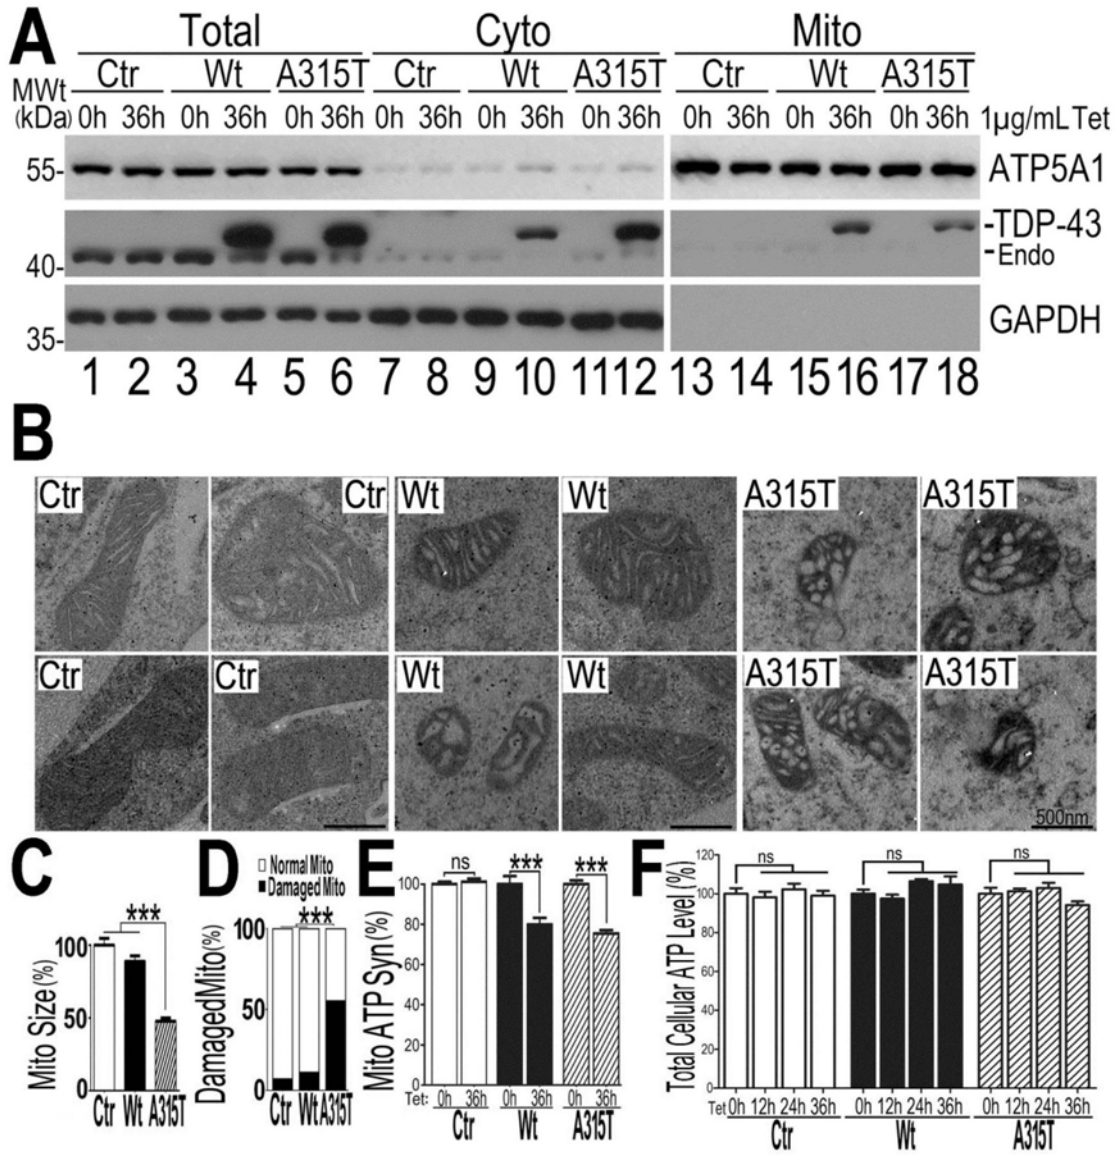 A
Total Cyto Mito
Ctr Wt A315T Ctr Wt A315T Ctr Wt A315T
MWt
(kDa) 0h 36h 0h 36h 0h 36h 0h 36h 0h 36h 0h 36h 0h 36h 0h 36h 0h 36h 1µg/mLTet
55- ATP5A1
-TDP-43
40- -Endo
GAPDH
35-
1 2 3 4 5 6 7 8 9 10 11 12 13 14 15 16 17 18
B
Ctr Ctr Wt Wt A315T A315T
Ctr Ctr Wt Wt A315T A315T
500nm
C
Mito Size (%)
100
50
0
***
Ctr Wt A315T
D
Normal Mito
Damaged Mito
DamagedMito(%)
100
50
0
***
Ctr Wt A315T
E
Mito ATP Syn(%)
100
80
60
40
20
0
ns *** ***
Tet: 0h 36h 0h 36h 0h 36h
Ctr Wt A315T
F
Total Cellular ATP Level (%)
120
100
80
60
40
20
0
ns ns ns
Tet 0h 12h 24h 36h 0h 12h 24h 36h 0h 12h 24h 36h
Ctr Wt A315T